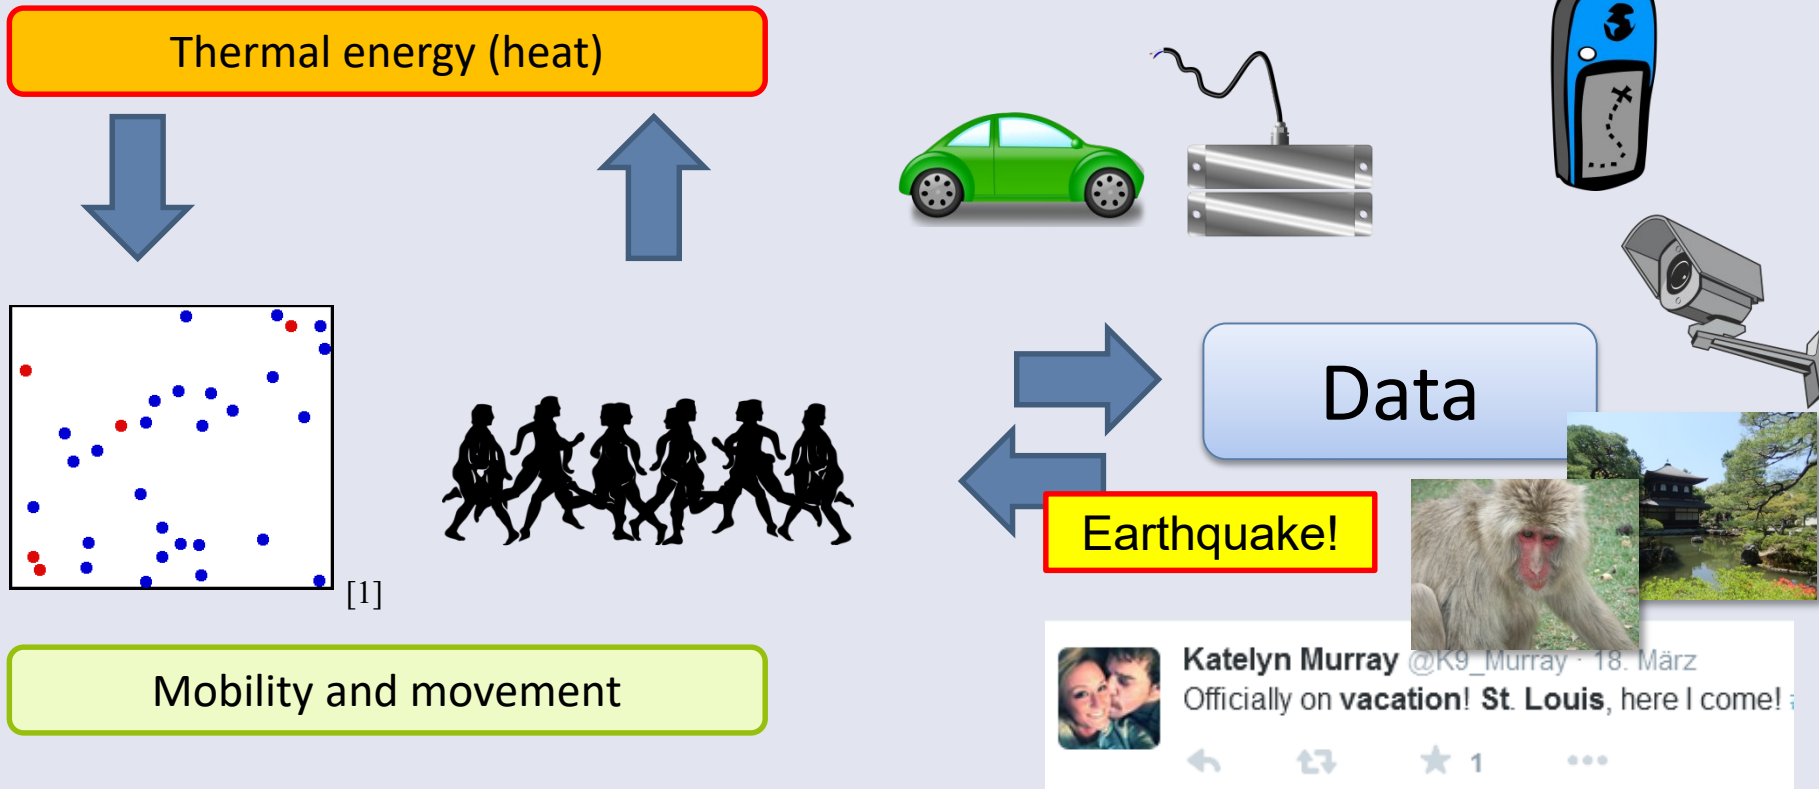 Thermal energy (heat)
Data
Earthquake!
[1]
Mobility and movement
Katelyn Murray @K9_Murray · 18. März
Officially on vacation! St. Louis, here I come!
1